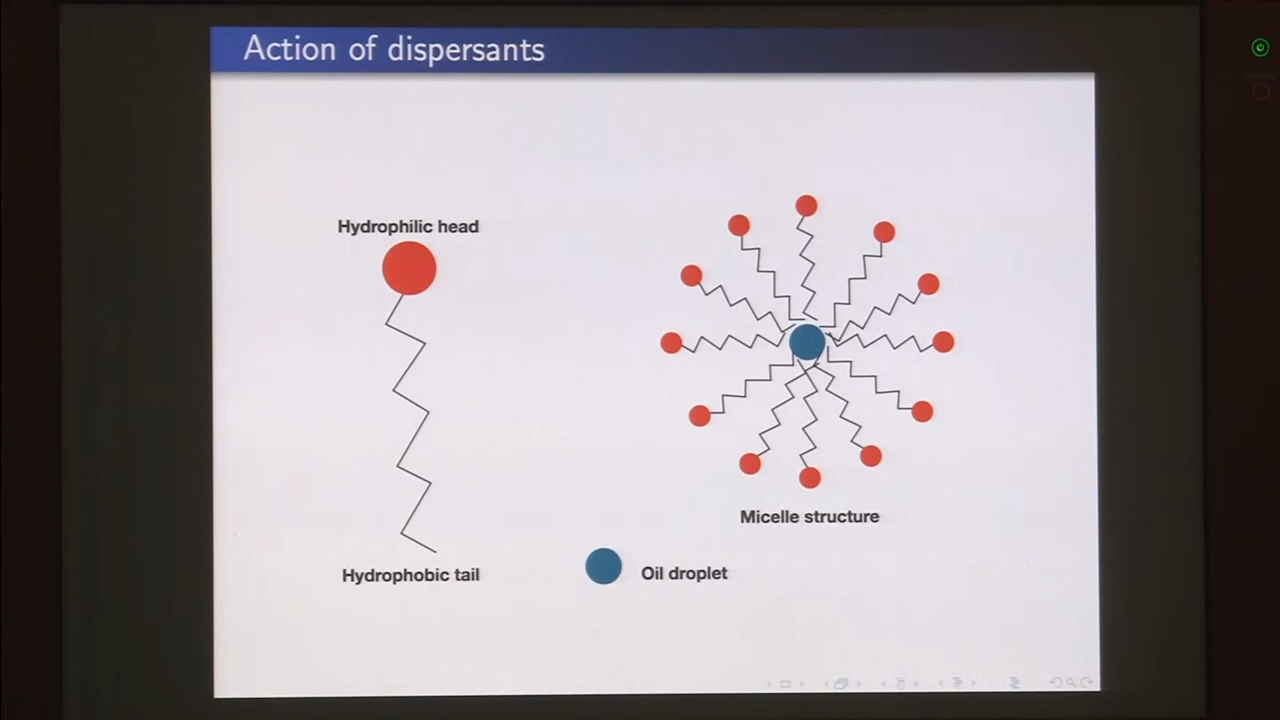 Action of dispersants
Hydrophilic head
Micelle structure
Hydrophobic tail
Oil droplet